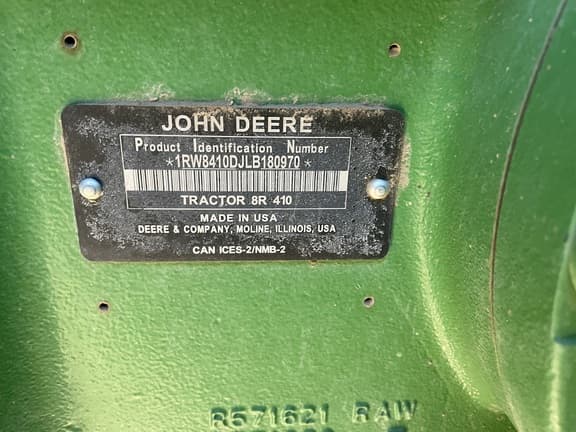 JOHN DEERE
Product Identification Number
*1RW8410DJLB180970*
TRACTOR 8R 410
MADE IN USA
DEERE & COMPANY, MOLINE, ILLINOIS, USA
CAN ICES-2/NMB-2
R571621 RAW